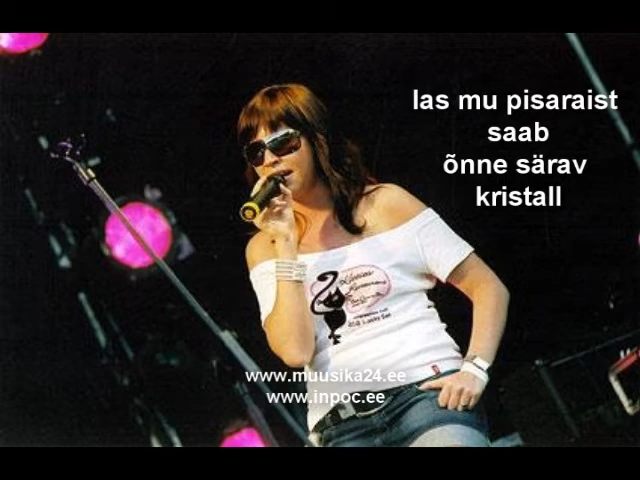 las mu pisaraist
saab
õnne särav
kristall
www.muusika24.ee
www.inpoc.ee